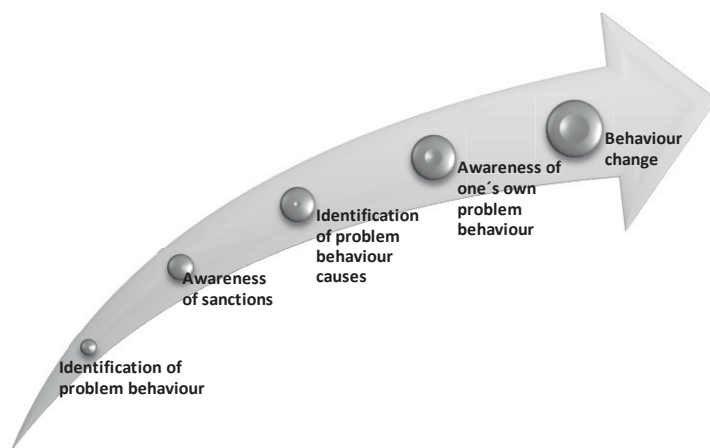 Identification of
problem behaviour
Awareness
of sanctions
Identification
of problem
behaviour
causes
Awareness of
one´s own
problem
behaviour
Behaviour
change